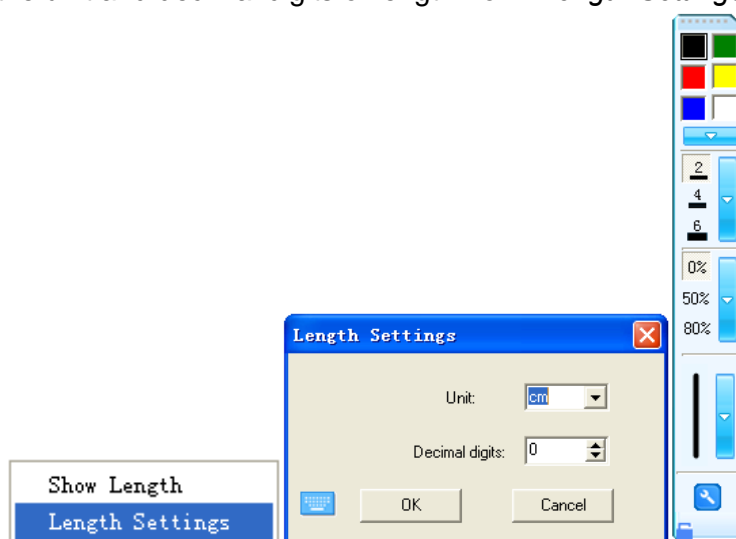 2
4
6
0%
50%
80%
Length Settings
Unit: cm
Decimal digits: 0
OK Cancel
Show Length
Length Settings